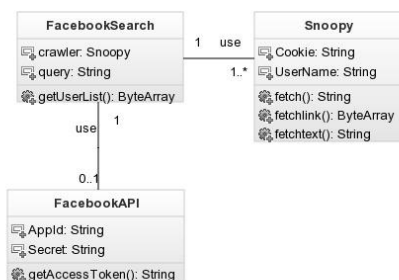 FacebookSearch
crawler: Snoopy
query: String
getUserList(): ByteArray
1 use
1..*
Snoopy
Cookie: String
UserName: String
fetch(): String
fetchlink(): ByteArray
fetchtext(): String
1
use
0..1
FacebookAPI
AppId: String
Secret: String
getAccessToken(): String